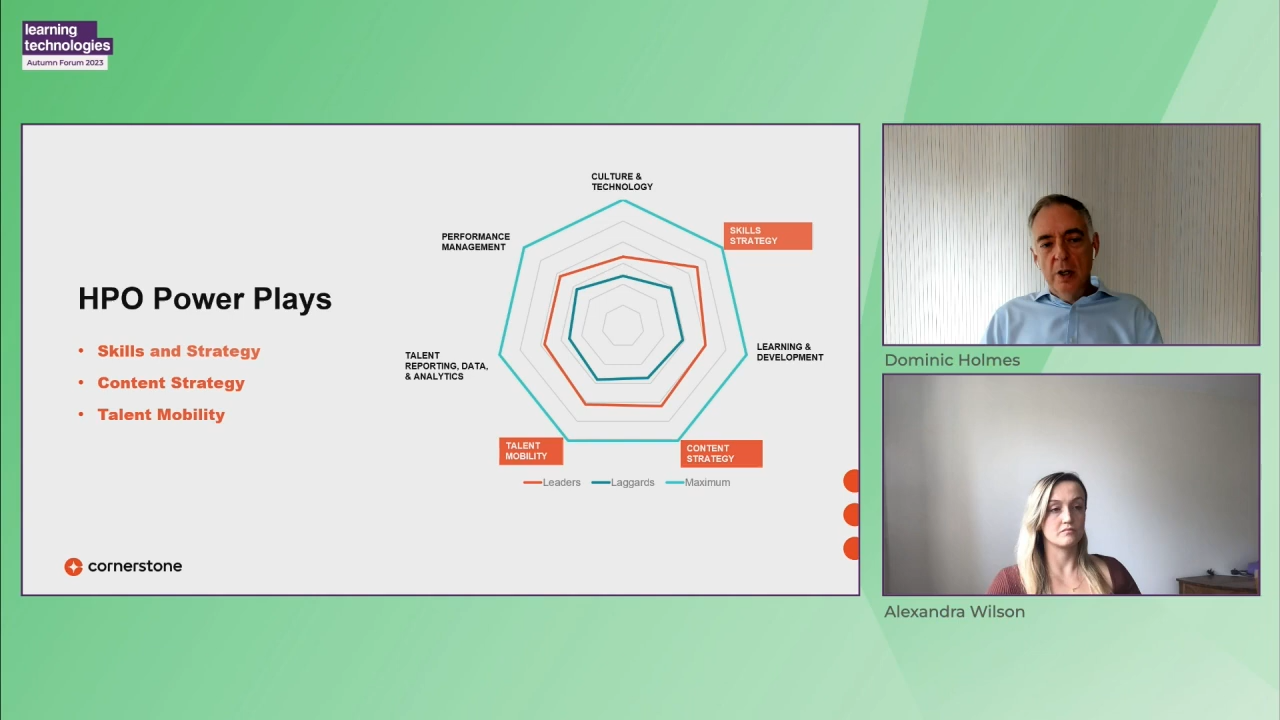 learning
technologies
Autumn Forum 2023
HPO Power Plays
• Skills and Strategy
• Content Strategy
• Talent Mobility
CULTURE &
TECHNOLOGY
SKILLS
STRATEGY
LEARNING &
DEVELOPMENT
CONTENT
STRATEGY
TALENT
MOBILITY
TALENT
REPORTING, DATA,
& ANALYTICS
PERFORMANCE
MANAGEMENT
Leaders Laggards Maximum
cornerstone
Dominic Holmes
Alexandra Wilson